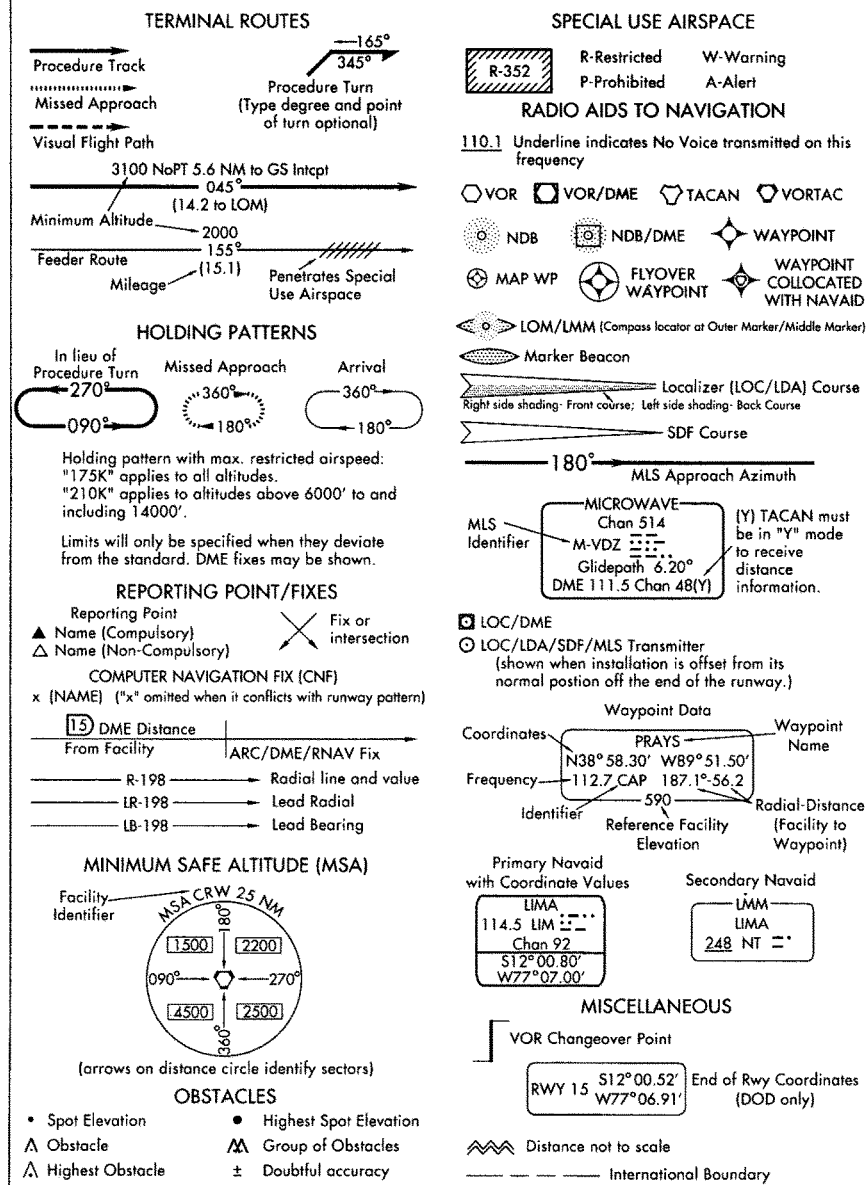 TERMINAL ROUTES
Procedure Track
165°
345°
Procedure Turn
(Type degree and point
of turn optional)
Missed Approach
Visual Flight Path
3100 NoPT 5.6 NM to GS Intcpt
045°
(14.2 to LOM)
Minimum Altitude
2000
155°
Feeder Route
(15.1)
Mileage
Penetrates Special
Use Airspace
HOLDING PATTERNS
In lieu of
Procedure Turn
Missed Approach
Arrival
270°
360°
360°
090°
180°
180°
Holding pattern with max. restricted airspeed:
"175K" applies to all altitudes.
"210K" applies to altitudes above 6000' to and
including 14000'.
Limits will only be specified when they deviate
from the standard. DME fixes may be shown.
REPORTING POINT/FIXES
Reporting Point
Name (Compulsory)
Name (Non-Compulsory)
Fix or
intersection
COMPUTER NAVIGATION FIX (CNF)
x (NAME) ("x" omitted when it conflicts with runway pattern)
15 DME Distance
From Facility
ARC/DME/RNAV Fix
R-198 Radial line and value
LR-198 Lead Radial
LB-198 Lead Bearing
MINIMUM SAFE ALTITUDE (MSA)
Facility
Identifier
MSA CRW 25 NM
180°
1500 2200
090° 270°
4500 2500
360°
(arrows on distance circle identify sectors)
OBSTACLES
Spot Elevation
Highest Spot Elevation
Obstacle
Group of Obstacles
Highest Obstacle
± Doubtful accuracy
SPECIAL USE AIRSPACE
R-352
R-Restricted W-Warning
P-Prohibited A-Alert
RADIO AIDS TO NAVIGATION
110.1 Underline indicates No Voice transmitted on this
frequency
VOR VOR/DME TACAN VORTAC
NDB NDB/DME WAYPOINT
MAP WP
FLYOVER
WAYPOINT
WAYPOINT
COLLOCATED
WITH NAVAID
LOM/LMM (Compass locator at Outer Marker/Middle Marker)
Marker Beacon
Localizer (LOC/LDA) Course
Right side shading- Front course; Left side shading- Back Course
SDF Course
180°
MLS Approach Azimuth
MLS
Identifier
MICROWAVE
Chan 514
M-VDZ
Glidepath 6.20°
DME 111.5 Chan 48(Y)
(Y) TACAN must
be in "Y" mode
to receive
distance
information.
LOC/DME
LOC/LDA/SDF/MLS Transmitter
(shown when installation is offset from its
normal postion off the end of the runway.)
Waypoint Data
Coordinates
PRAYS
Waypoint
Name
N38°58.30' W89°51.50'
Frequency
112.7 CAP 187.1°-56.2
Identifier
590
Reference Facility
Elevation
Radial-Distance
(Facility to
Waypoint)
Primary Navaid
with Coordinate Values
LIMA
114.5 LIM
Chan 92
S12°00.80'
W77°07.00'
Secondary Navaid
LMM
LIMA
248 NT
MISCELLANEOUS
VOR Changeover Point
RWY 15
S12°00.52'
W77°06.91'
End of Rwy Coordinates
(DOD only)
Distance not to scale
International Boundary